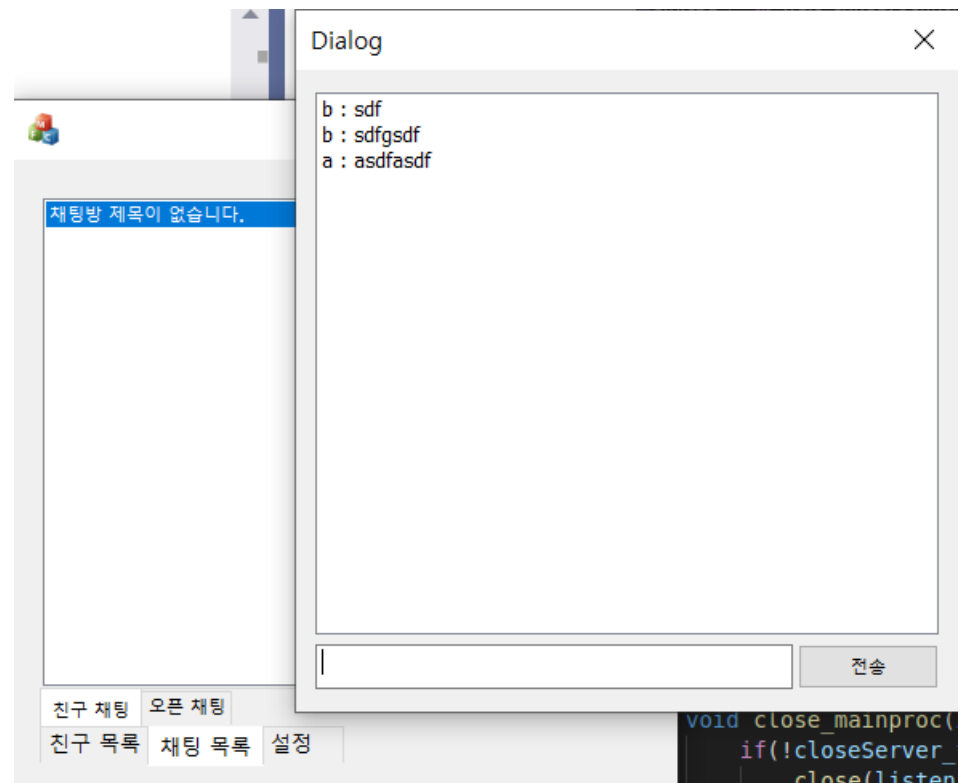 Dialog
b : sdf
b : sdfgsdf
a : asdfasdf
전송
채팅방 제목이 없습니다.
친구 채팅 오픈 채팅
친구 목록 채팅 목록 설정
void close_mainproc(
if(!closeServer_
close(listen